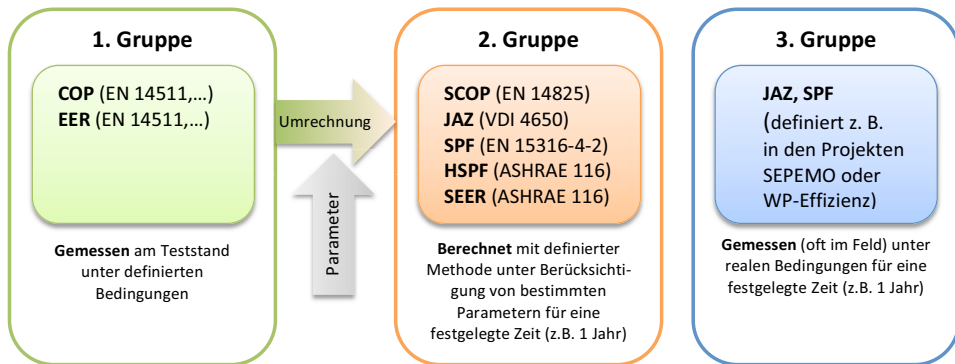 1. Gruppe
COP (EN 14511,...)
EER (EN 14511,...)
Gemessen am Teststand
unter definierten
Bedingungen
Umrechnung
Parameter
2. Gruppe
SCOP (EN 14825)
JAZ (VDI 4650)
SPF (EN 15316-4-2)
HSPF (ASHRAE 116)
SEER (ASHRAE 116)
Berechnet mit definierter
Methode unter Berücksichti-
gung von bestimmten
Parametern für eine
festgelegte Zeit (z.B. 1 Jahr)
3. Gruppe
JAZ, SPF
(definiert z. B.
in den Projekten
SEPEMO oder
WP-Effizienz)
Gemessen (oft im Feld) unter
realen Bedingungen für eine
festgelegte Zeit (z.B. 1 Jahr)